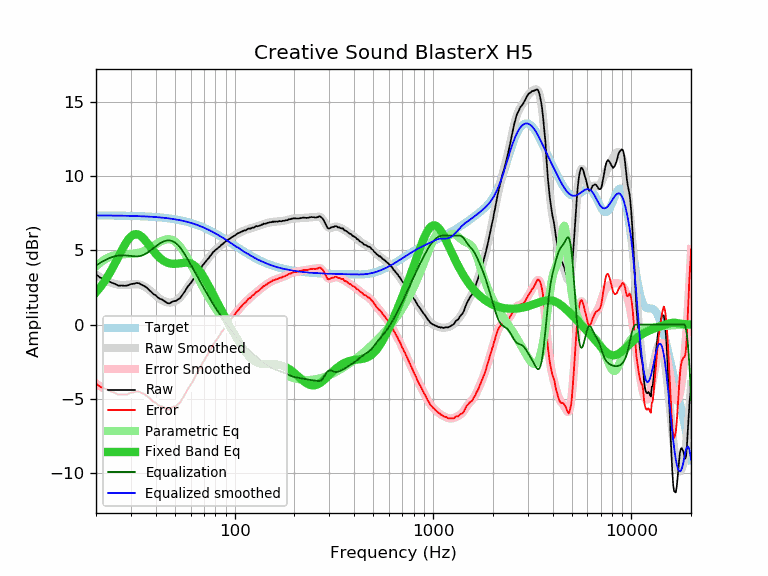 Creative Sound BlasterX H5
15
10
5
0
−5
−10
Amplitude (dBr)
Target
Raw Smoothed
Error Smoothed
Raw
Error
Parametric Eq
Fixed Band Eq
Equalization
Equalized smoothed
100 1000 10000
Frequency (Hz)